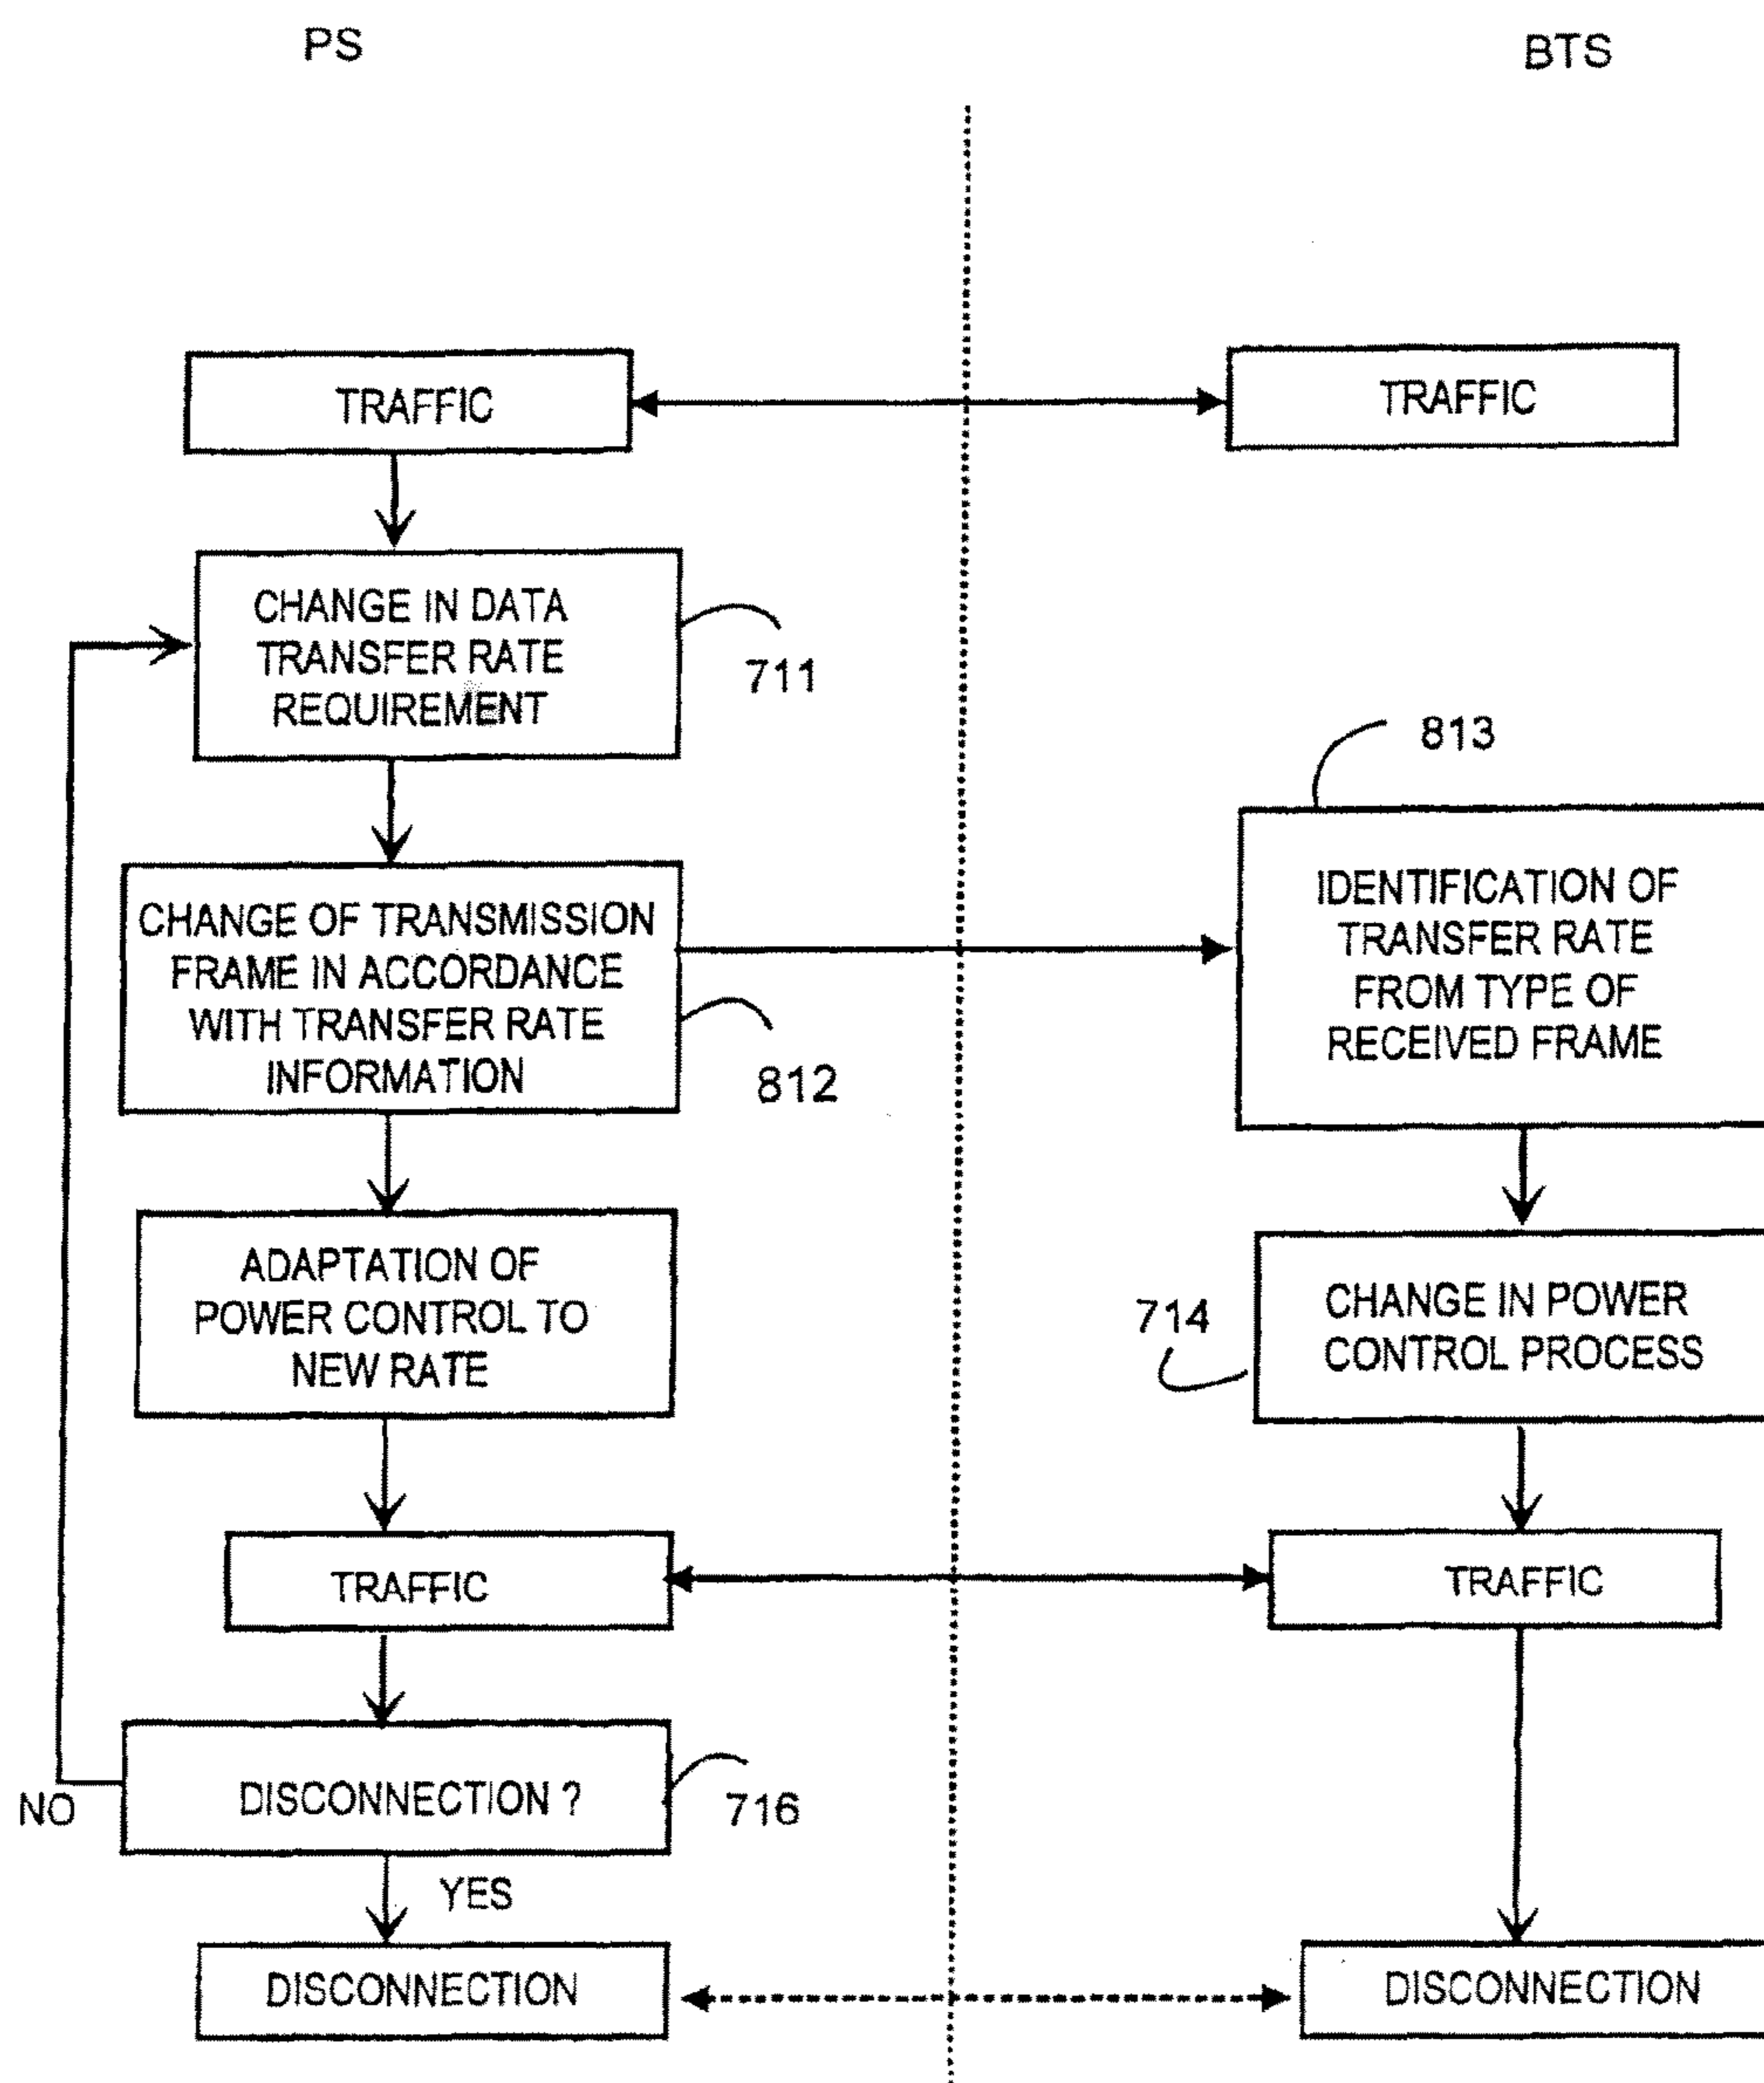 PS
BTS
TRAFFIC
TRAFFIC
CHANGE IN DATA
TRANSFER RATE
REQUIREMENT
711
813
CHANGE OF TRANSMISSION
FRAME IN ACCORDANCE
WITH TRANSFER RATE
INFORMATION
812
IDENTIFICATION OF
TRANSFER RATE
FROM TYPE OF
RECEIVED FRAME
ADAPTATION OF
POWER CONTROL TO
NEW RATE
714
CHANGE IN POWER
CONTROL PROCESS
TRAFFIC
TRAFFIC
NO
DISCONNECTION ?
716
YES
DISCONNECTION
DISCONNECTION